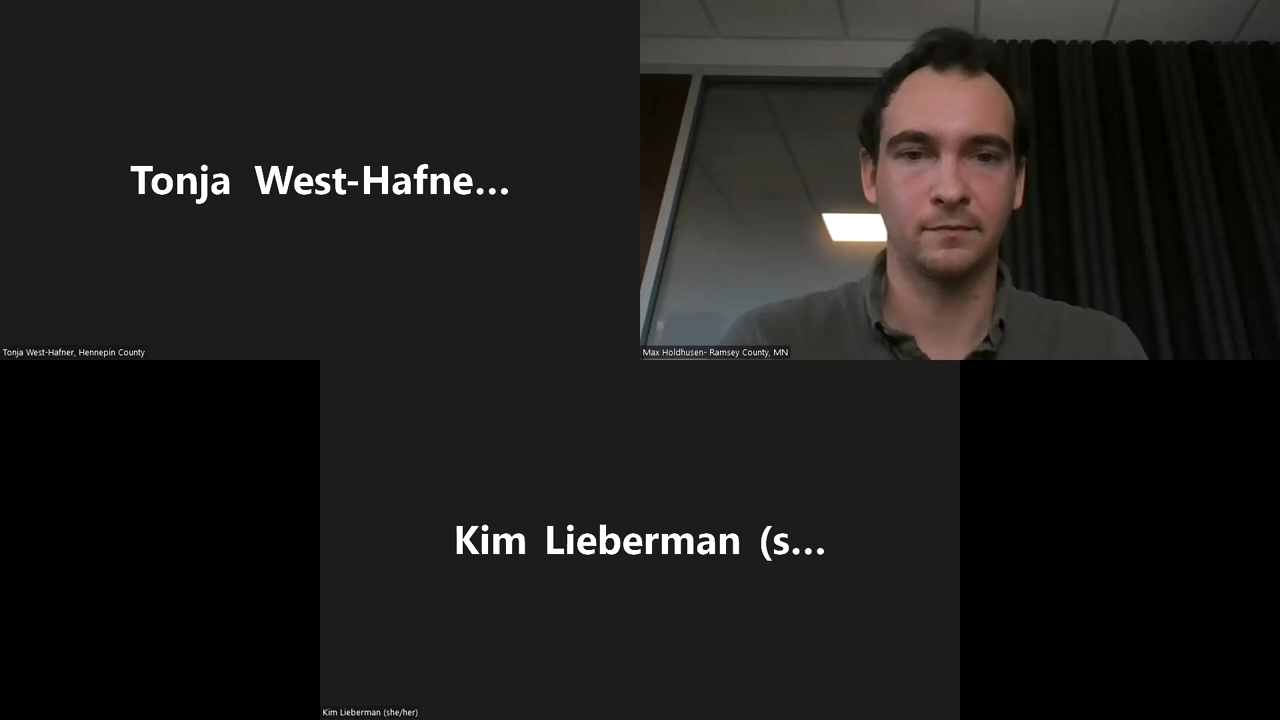 Tonja West-Hafne...
Tonja West-Hafner, Hennepin County
Max Holdhusen- Ramsey County, MN
Kim Lieberman (s...
Kim Lieberman (she/her)